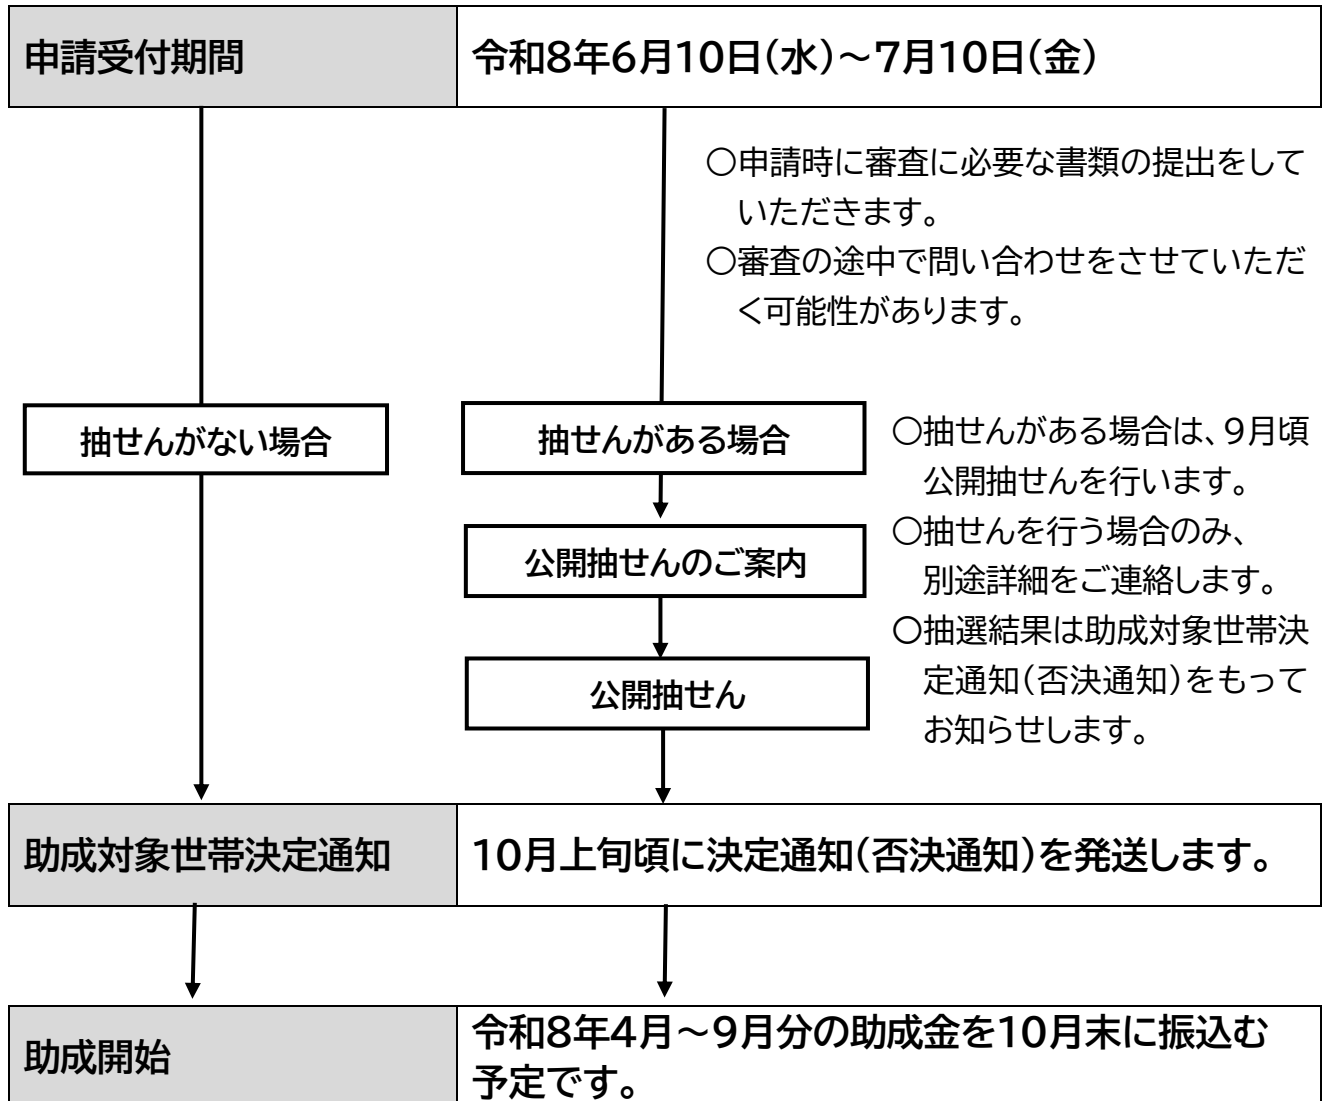 申請受付期間
令和8年6月10日(水)～7月10日(金)
○申請時に審査に必要な書類の提出をして
いただきます。
○審査の途中で問い合わせをさせていただ
く可能性があります。
抽せんがない場合
抽せんがある場合
○抽せんがある場合は、9月頃
公開抽せんを行います。
○抽せんを行う場合のみ、
別途詳細をご連絡します。
○抽選結果は助成対象世帯決
定通知(否決通知)をもって
お知らせします。
公開抽せんのご案内
公開抽せん
助成対象世帯決定通知
10月上旬頃に決定通知(否決通知)を発送します。
助成開始
令和8年4月～9月分の助成金を10月末に振込む
予定です。